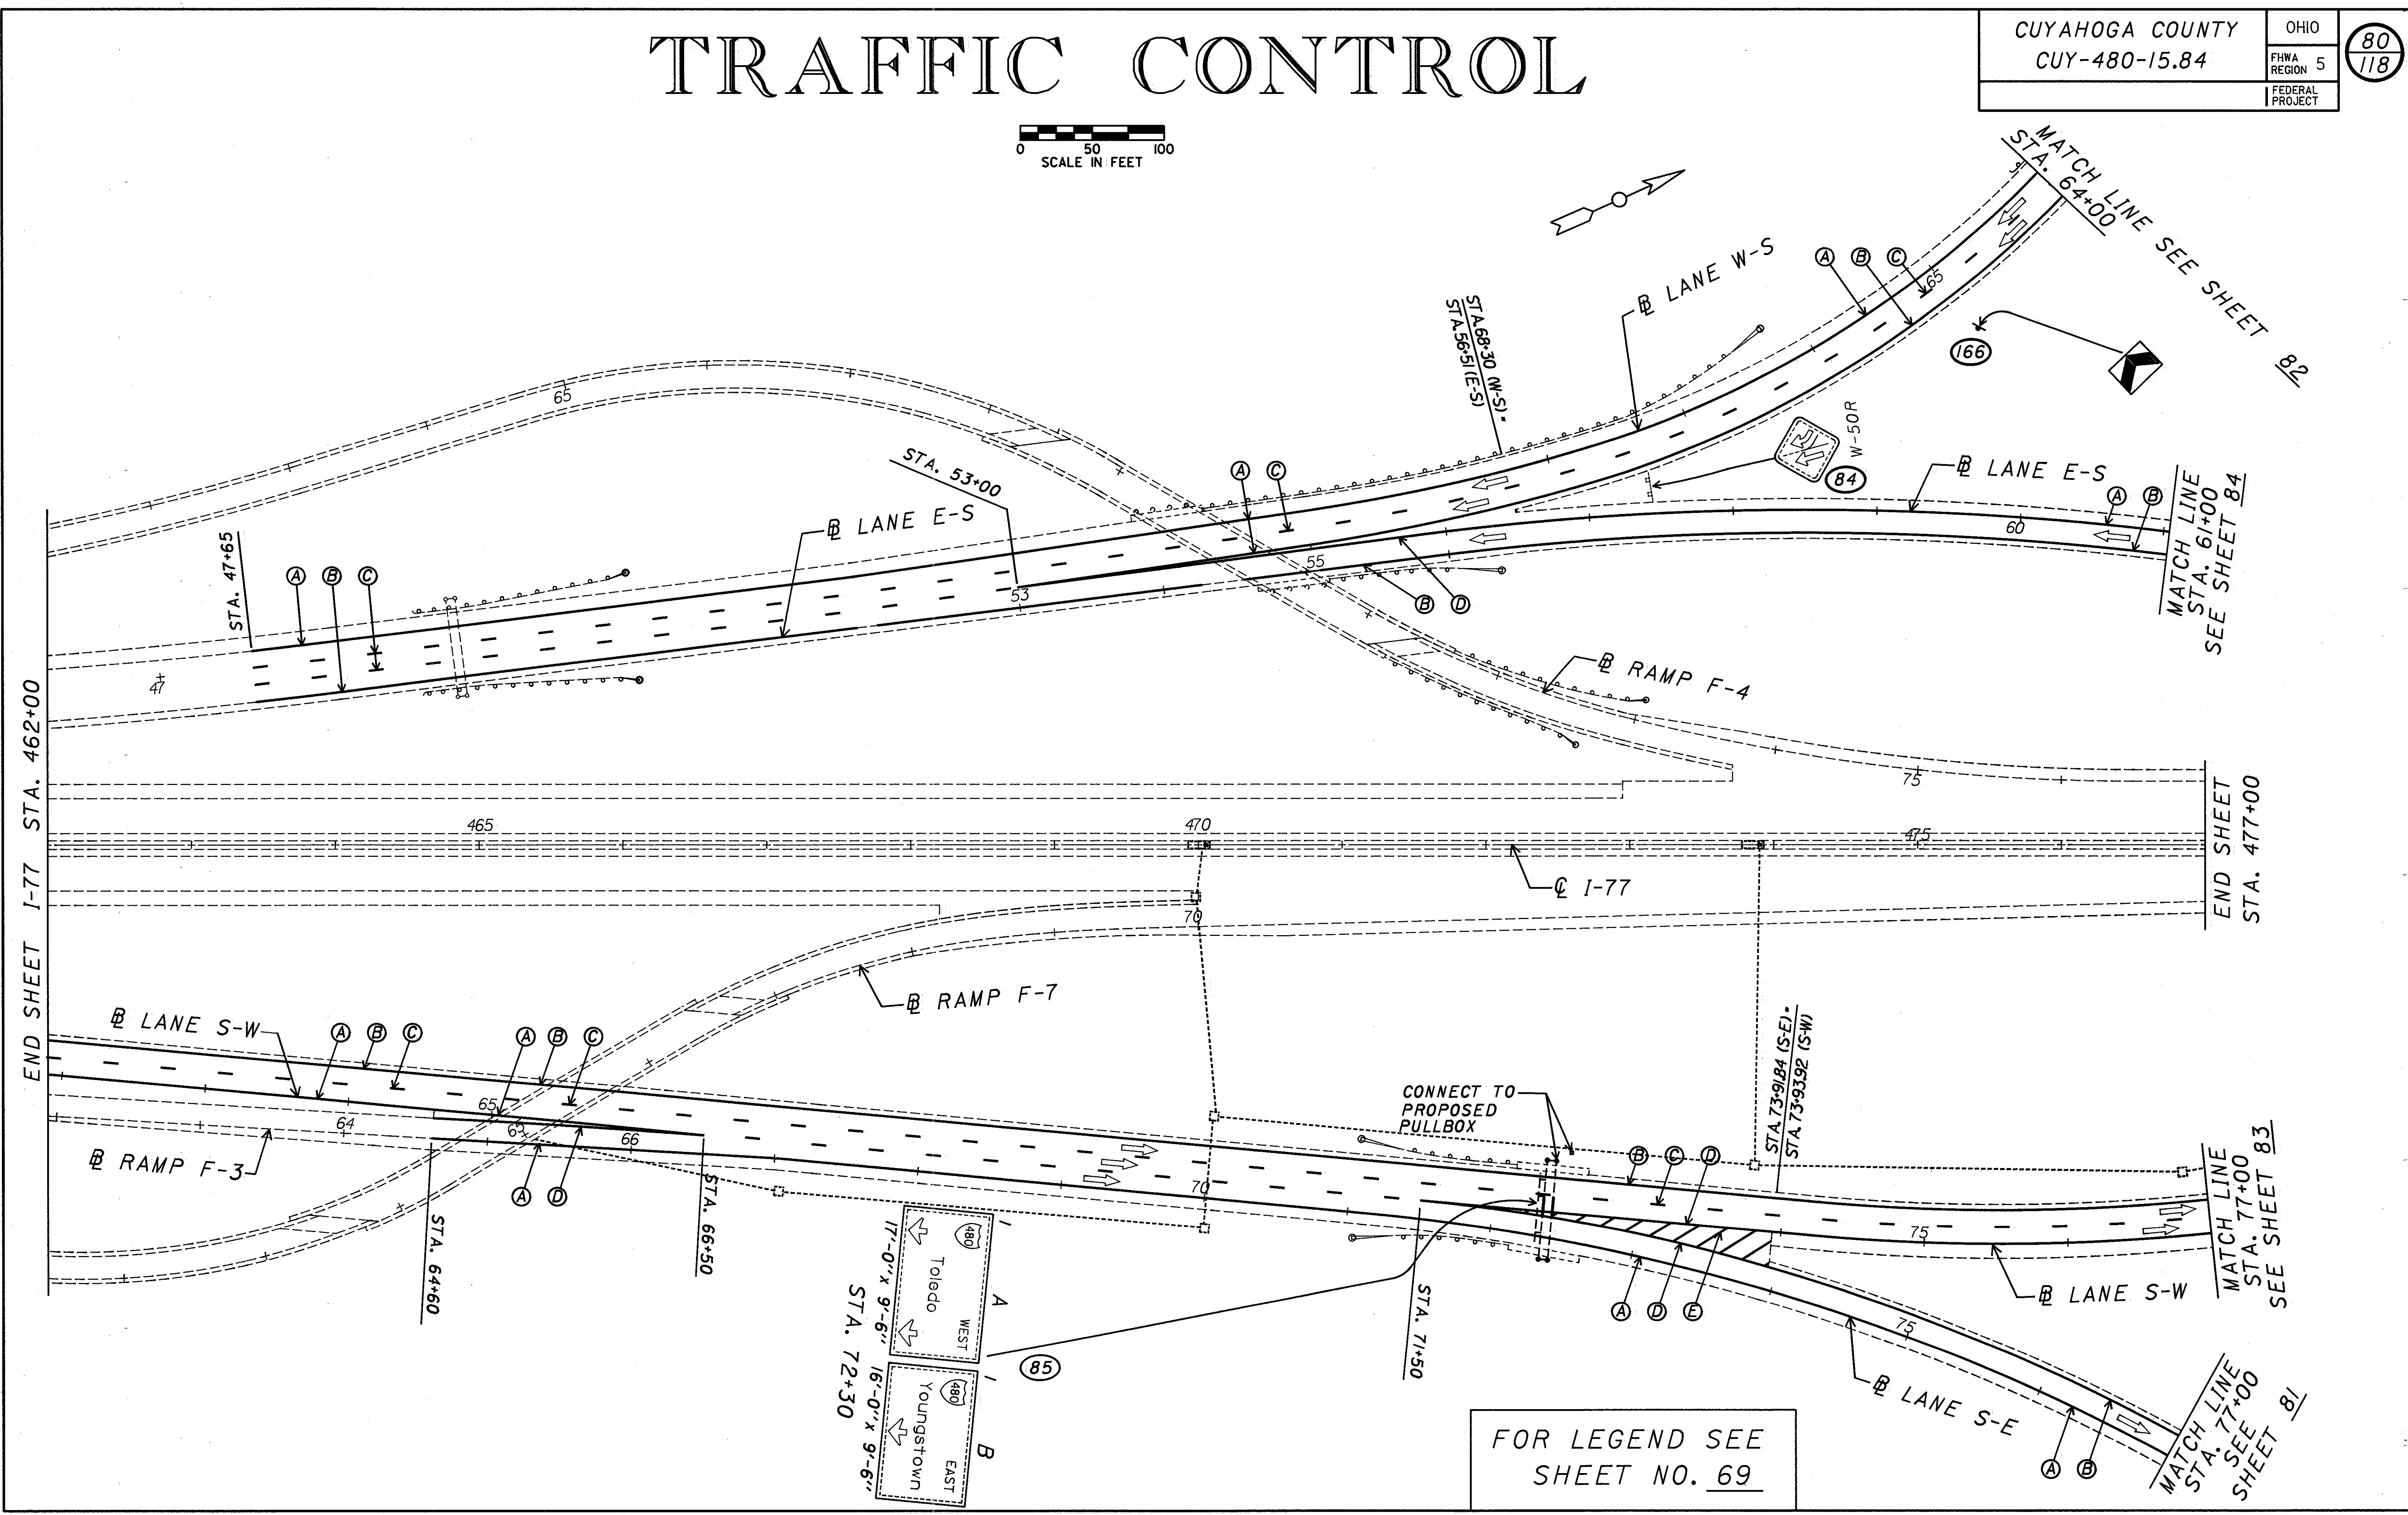 TRAFFIC CONTROL
CUYAHOGA COUNTY
CUY-480-15.84
OHIO
FHWA
REGION 5
FEDERAL
PROJECT
80
118
0 50 100
SCALE IN FEET
MATCH LINE SEE SHEET 82
STA. 64+00
℄ LANE W-S
A B C
65
166
STA.68+30 (W-S)=
STA.56+51 (E-S)
W-50R
84
℄ LANE E-S
A B
60
MATCH LINE
STA. 61+00
SEE SHEET 84
65
STA. 53+00
A C
℄ LANE E-S
STA. 47+65
A B C
53
55
B D
47
℄ RAMP F-4
END SHEET I-77 STA. 462+00
75
465
470
475
END SHEET
STA. 477+00
℄ I-77
70
℄ RAMP F-7
℄ LANE S-W
A B C
A B C
65
64
65
66
℄ RAMP F-3
A D
STA. 64+60
STA. 66+50
CONNECT TO
PROPOSED
PULLBOX
STA.73+91.84 (S-E)=
STA.73+93.92 (S-W)
B C D
70
75
MATCH LINE
STA. 77+00
SEE SHEET 83
℄ LANE S-W
A D E
STA. 71+50
I A
480 WEST
Toledo
17'-0" x 9'-6"
I B
480 EAST
Youngstown
16'-0" x 9'-6"
STA. 72+30
85
75
℄ LANE S-E
A B
MATCH LINE
STA. 77+00
SEE
SHEET 81
FOR LEGEND SEE
SHEET NO. 69